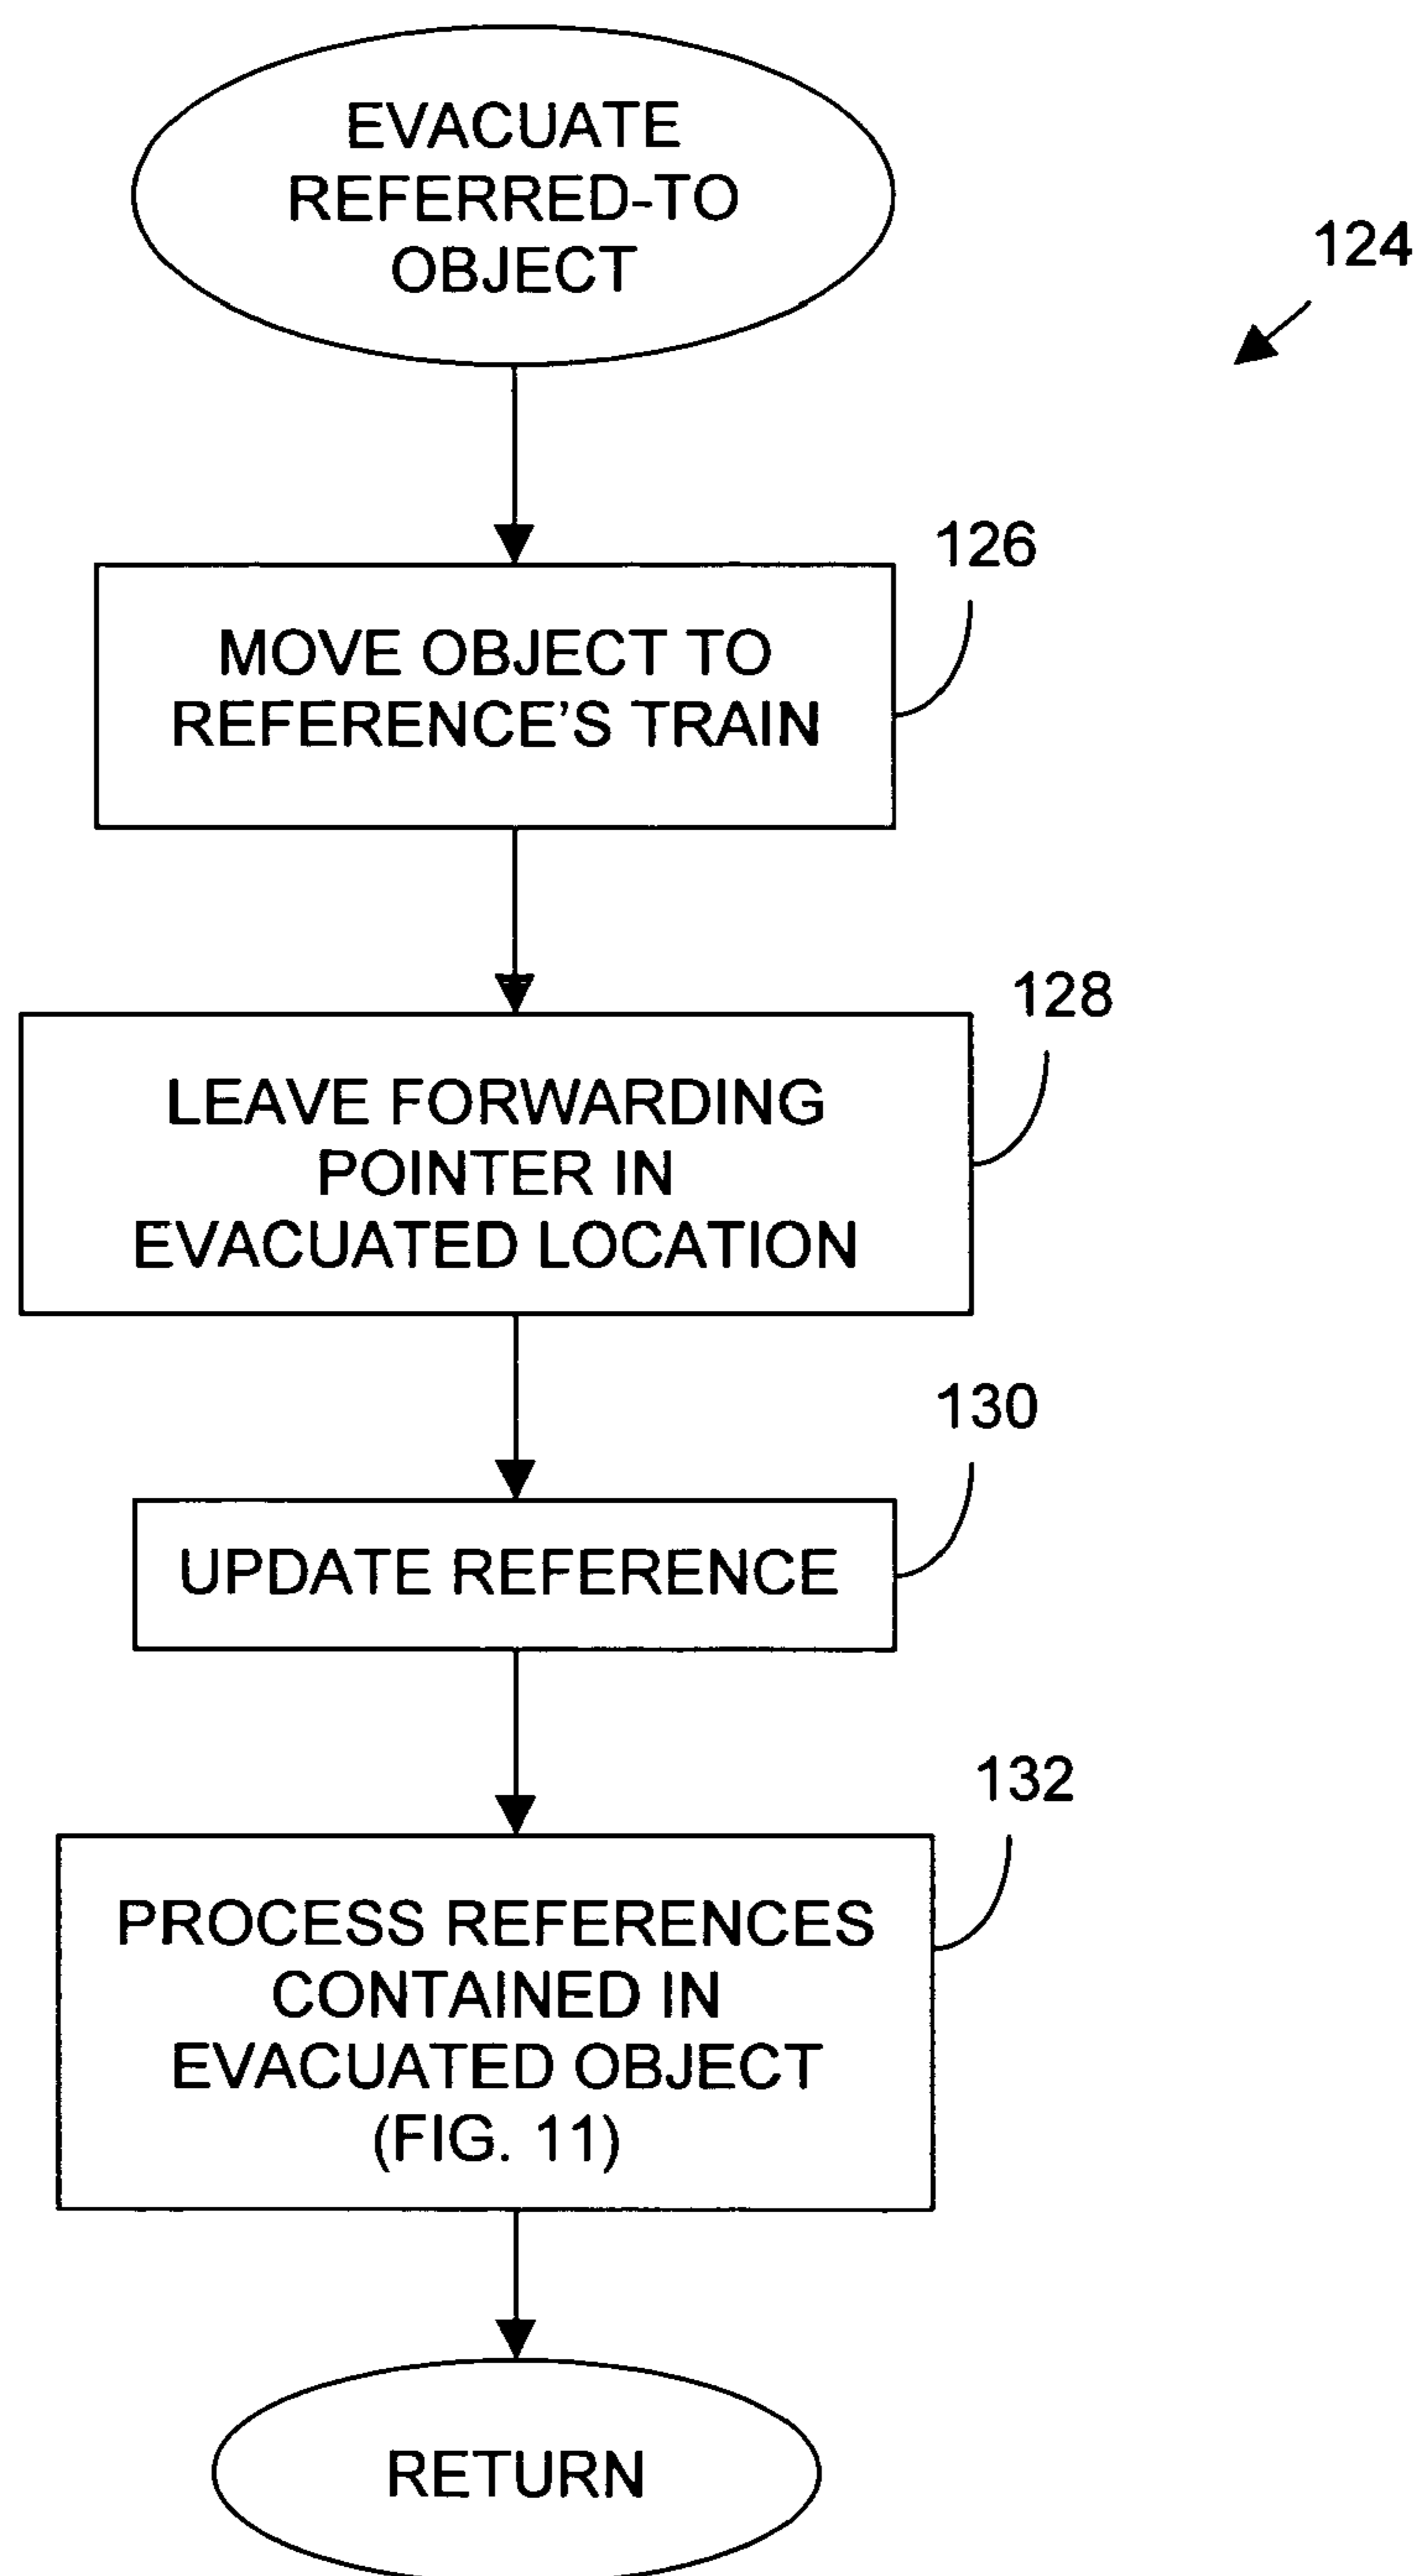 EVACUATE
REFERRED-TO
OBJECT
124
126
MOVE OBJECT TO
REFERENCE'S TRAIN
128
LEAVE FORWARDING
POINTER IN
EVACUATED LOCATION
130
UPDATE REFERENCE
132
PROCESS REFERENCES
CONTAINED IN
EVACUATED OBJECT
(FIG. 11)
RETURN